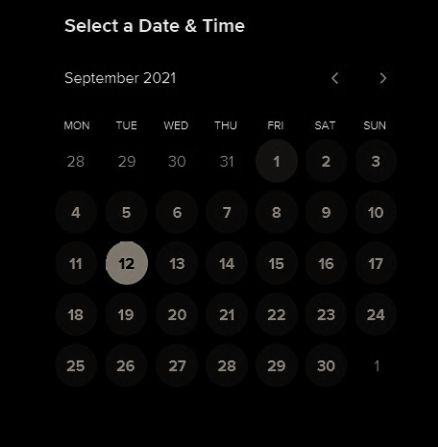 Select a Date & Time
September 2021
MON TUE WED THU FRI SAT SUN
28 29 30 31 1 2 3
4 5 6 7 8 9 10
11 12 13 14 15 16 17
18 19 20 21 22 23 24
25 26 27 28 29 30 1